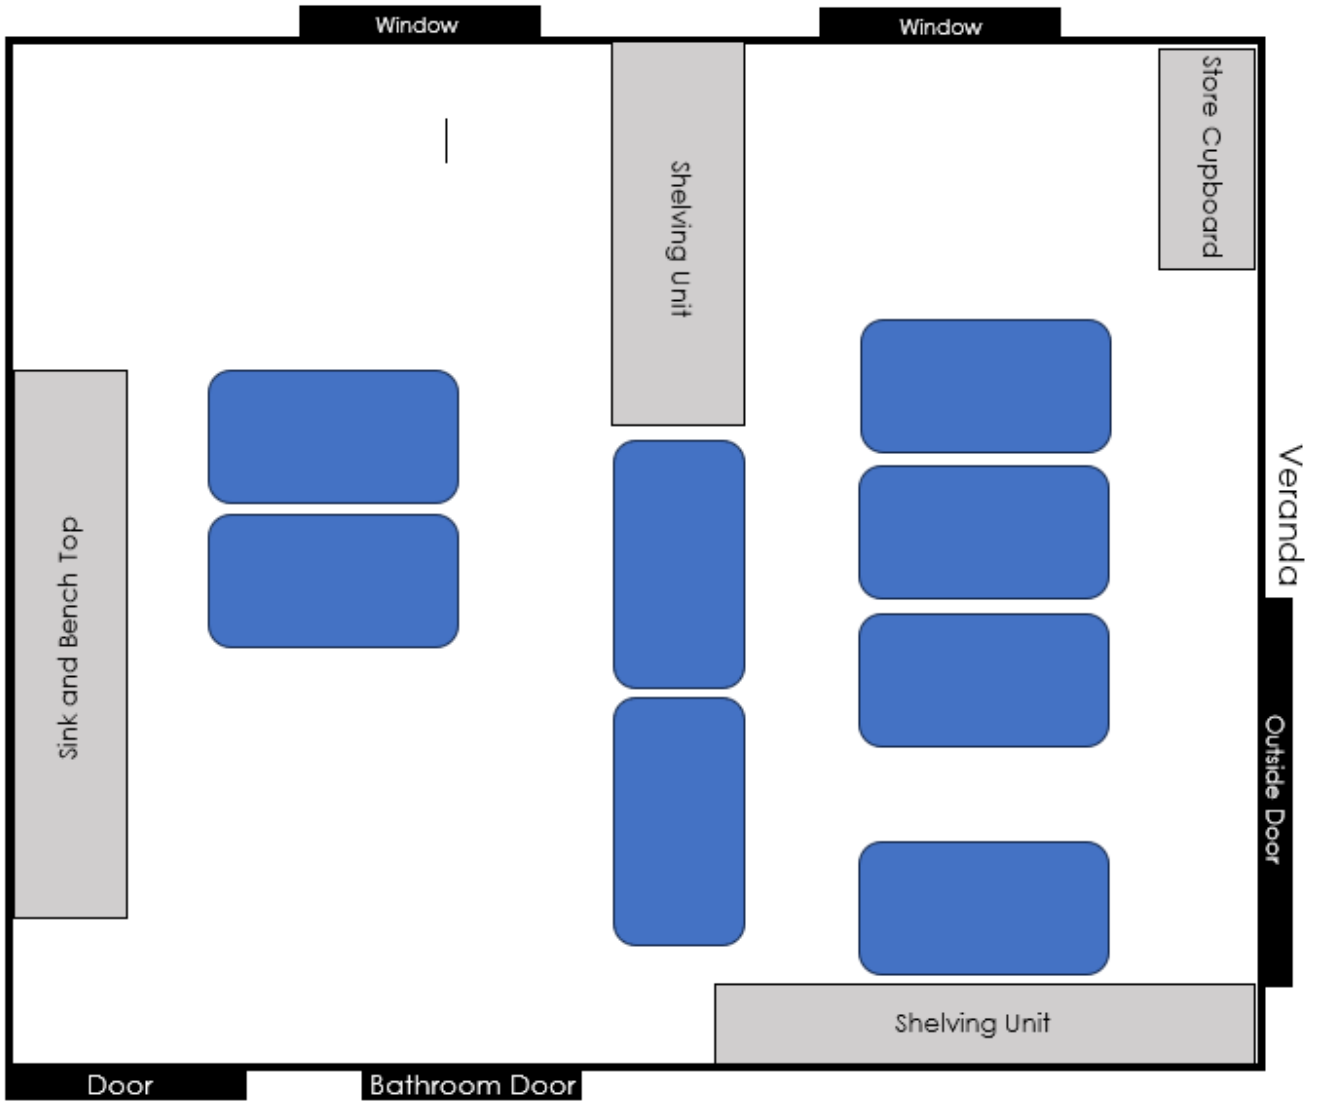 Window
Window
Store Cupboard
Shelving Unit
Veranda
Sink and Bench Top
Outside Door
Shelving Unit
Door
Bathroom Door